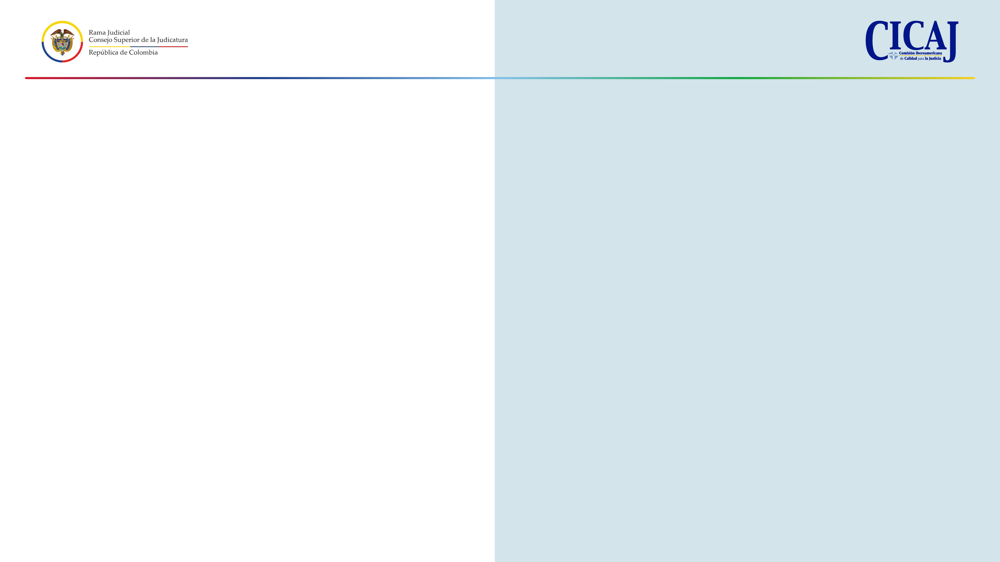 Rama Judicial
Consejo Superior de la Judicatura
República de Colombia
CICAJ
Comisión Iberoamericana
de Calidad para la Justicia